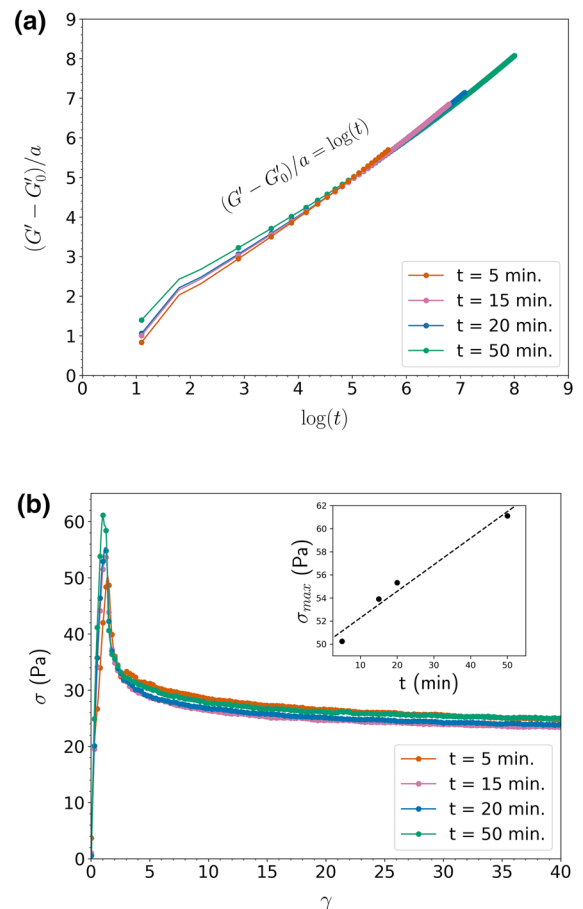 (a)
9
8
7
6
5
4
3
2
1
0
(G′ − G′₀)/a
(G′ − G′₀)/a = log(t)
t = 5 min.
t = 15 min.
t = 20 min.
t = 50 min.
0 1 2 3 4 5 6 7 8 9
log(t)
(b)
60
50
40
30
20
10
0
σ (Pa)
62
60
58
56
54
52
50
σmax (Pa)
10 20 30 40 50
t (min)
t = 5 min.
t = 15 min.
t = 20 min.
t = 50 min.
0 5 10 15 20 25 30 35 40
γ